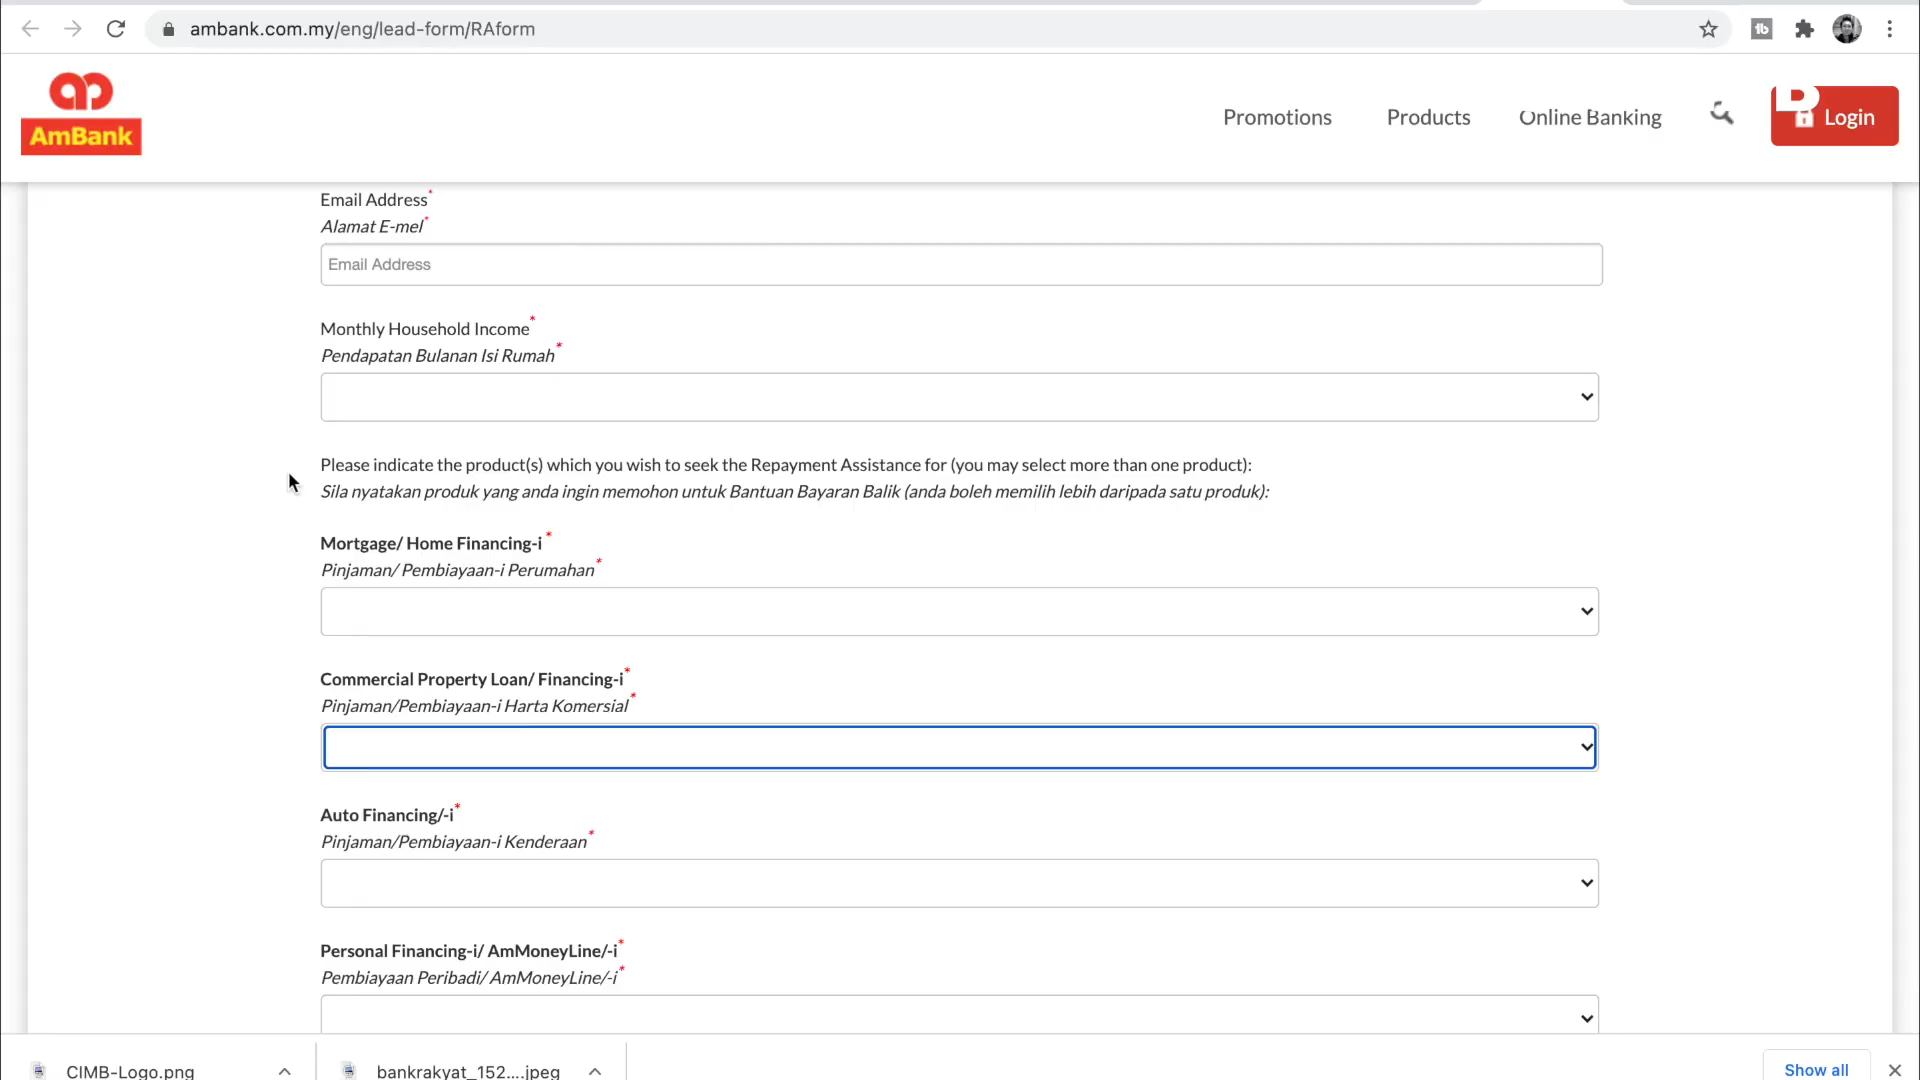 ambank.com.my/eng/lead-form/RAform
AmBank
Promotions
Products
Online Banking
Login
Email Address*
Alamat E-mel*
Email Address
Monthly Household Income*
Pendapatan Bulanan Isi Rumah*
Please indicate the product(s) which you wish to seek the Repayment Assistance for (you may select more than one product):
Sila nyatakan produk yang anda ingin memohon untuk Bantuan Bayaran Balik (anda boleh memilih lebih daripada satu produk):
Mortgage/ Home Financing-i *
Pinjaman/ Pembiayaan-i Perumahan*
Commercial Property Loan/ Financing-i*
Pinjaman/Pembiayaan-i Harta Komersial*
Auto Financing/-i*
Pinjaman/Pembiayaan-i Kenderaan*
Personal Financing-i/ AmMoneyLine/-i*
Pembiayaan Peribadi/ AmMoneyLine/-i*
CIMB-Logo.png
bankrakyat_152....jpeg
Show all